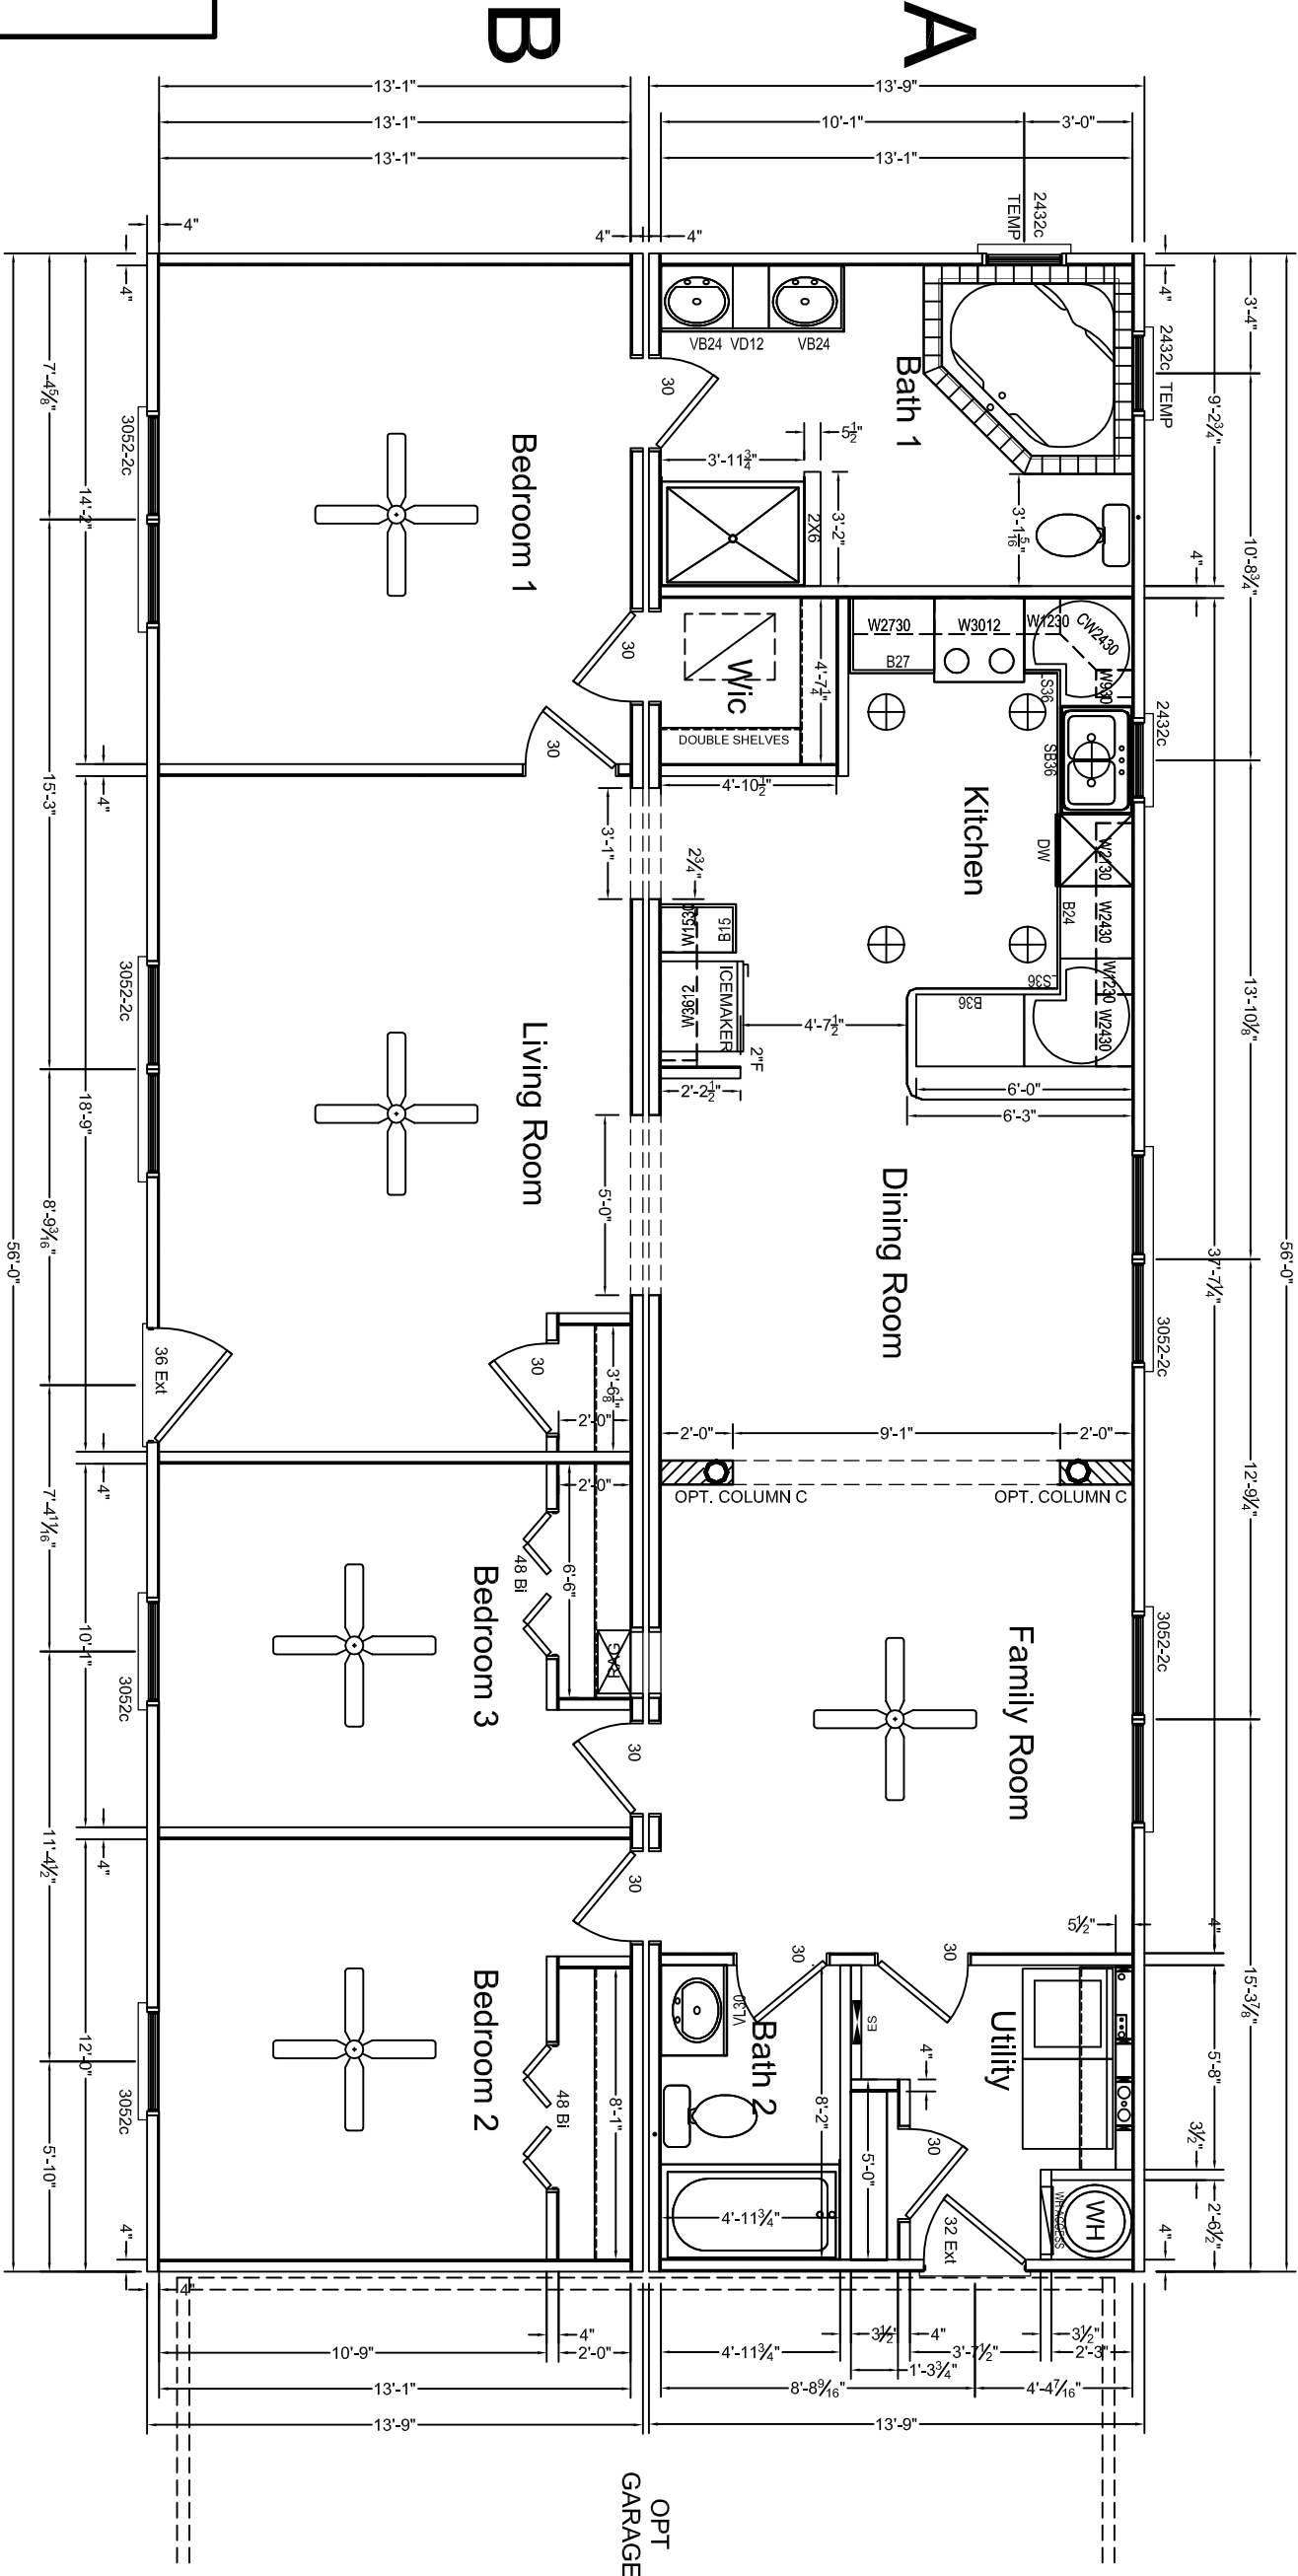 A
B
56'-0"
3'-4"
10'-8¾"
13'-10⅛"
12'-9¼"
15'-3⅞"
9'-2¾"
4"
37'-7¼"
4"
5'-8"
3½"
2'-6½"
4"
4"
2432c TEMP
2432c
3052-2c
3052-2c
2432c
TEMP
13'-9"
10'-1"
3'-0"
13'-1"
13'-1"
13'-1"
13'-1"
4"
4"
4"
Bath 1
VB24
VD12
VB24
30
5½"
3'-11¾"
3'-2"
2X6
3'-1 5/16"
Wic
DOUBLE SHELVES
4'-7¼"
4'-10½"
Kitchen
W2730
B27
W3012
W1230
CW2430
W930
LS36
SB36
DW
W2130
B24
W2430
W1230
W2430
LS36
B36
W1530
B15
ICEMAKER
W3612
2"F
2¾"
4'-7½"
2'-2½"
6'-0"
6'-3"
Dining Room
2'-0"
9'-1"
2'-0"
OPT. COLUMN C
OPT. COLUMN C
Family Room
5½"
30
30
Utility
ES
4"
5'-0"
30
32 Ext
WH
WH ACCESS
Bath 2
VL30
8'-2"
4'-11¾"
Bedroom 1
30
30
Living Room
3'-1"
5'-0"
36 Ext
30
3'-6⅛"
2'-0"
Bedroom 3
2'-0"
6'-6"
48 Bi
RA/G
30
30
Bedroom 2
48 Bi
8'-1"
3052-2c
3052-2c
3052c
3052c
4"
14'-2"
4"
18'-9"
4"
10'-1"
4"
12'-0"
4"
7'-4⅝"
15'-3"
8'-9 3/16"
7'-4 11/16"
11'-4½"
5'-10"
56'-0"
4"
10'-9"
4"
2'-0"
4'-11¾"
3½"
4"
3'-7½"
3½"
2'-3"
1'-3¾"
13'-1"
8'-8 9/16"
4'-4 7/16"
13'-9"
13'-9"
OPT
GARAGE